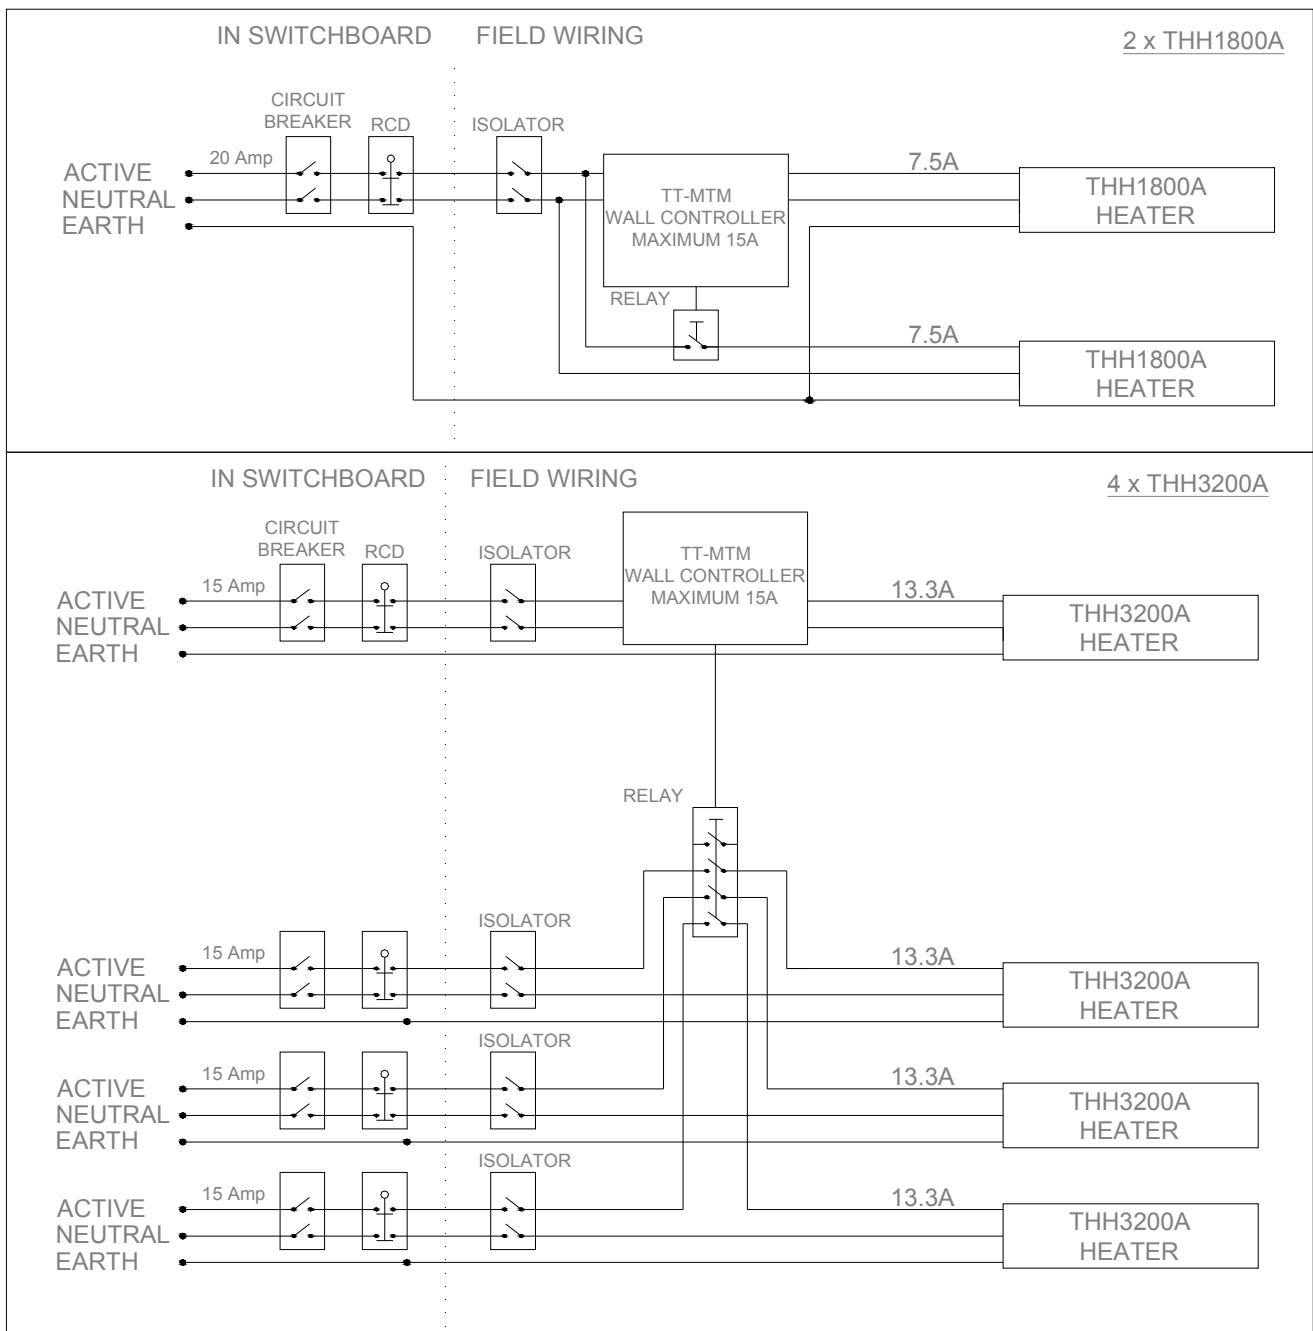 IN SWITCHBOARD
FIELD WIRING
2 x THH1800A
CIRCUIT
BREAKER
RCD
ISOLATOR
20 Amp
ACTIVE
NEUTRAL
EARTH
TT-MTM
WALL CONTROLLER
MAXIMUM 15A
7.5A
THH1800A
HEATER
RELAY
7.5A
THH1800A
HEATER
IN SWITCHBOARD
FIELD WIRING
4 x THH3200A
CIRCUIT
BREAKER
RCD
ISOLATOR
15 Amp
ACTIVE
NEUTRAL
EARTH
TT-MTM
WALL CONTROLLER
MAXIMUM 15A
13.3A
THH3200A
HEATER
RELAY
ISOLATOR
15 Amp
ACTIVE
NEUTRAL
EARTH
13.3A
THH3200A
HEATER
ISOLATOR
15 Amp
ACTIVE
NEUTRAL
EARTH
13.3A
THH3200A
HEATER
ISOLATOR
15 Amp
ACTIVE
NEUTRAL
EARTH
13.3A
THH3200A
HEATER